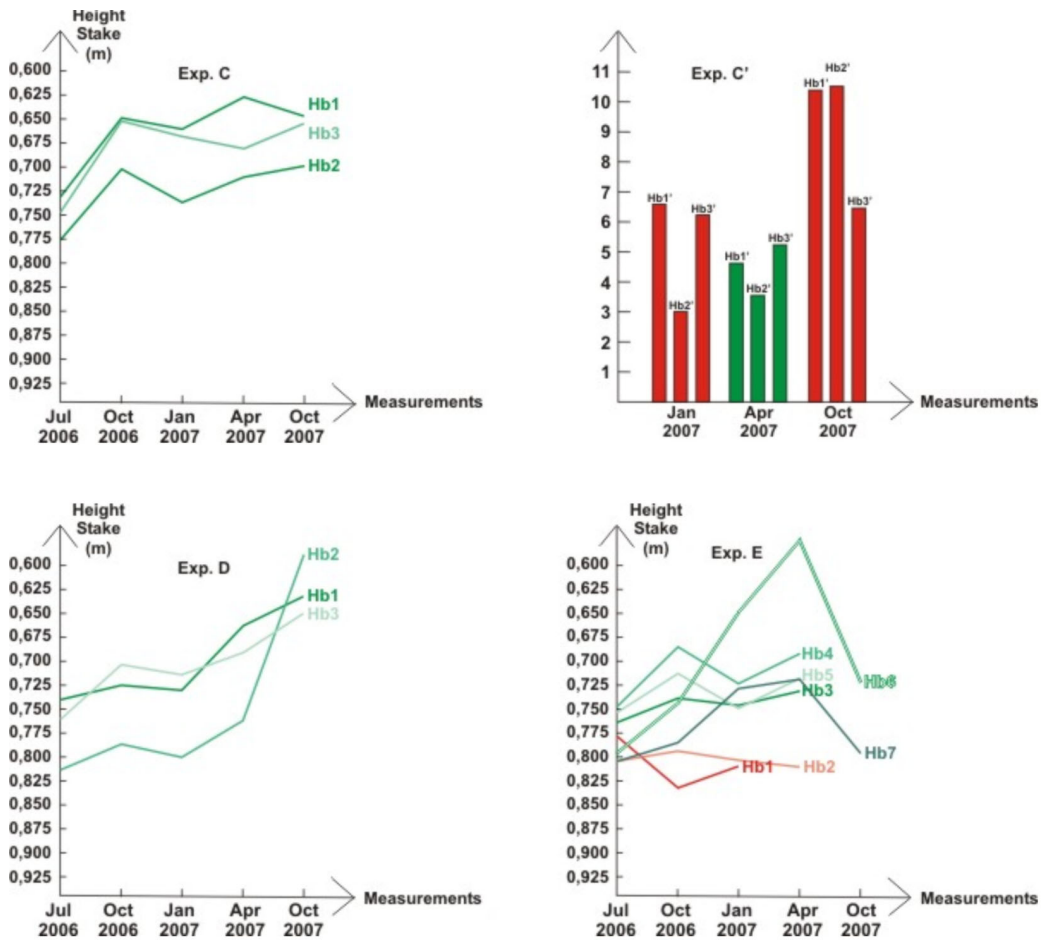 Height
Stake
(m)
Exp. C
0,600
0,625
0,650
0,675
0,700
0,725
0,750
0,775
0,800
0,825
0,850
0,875
0,900
0,925
Hb1
Hb3
Hb2
Jul Oct Jan Apr Oct
2006 2006 2007 2007 2007
Measurements
Exp. C'
11
10
9
8
7
6
5
4
3
2
1
Hb1' Hb2' Hb3'
Hb1' Hb2' Hb3'
Hb1' Hb2' Hb3'
Jan Apr Oct
2007 2007 2007
Measurements
Height
Stake
(m)
Exp. D
0,600
0,625
0,650
0,675
0,700
0,725
0,750
0,775
0,800
0,825
0,850
0,875
0,900
0,925
Hb2
Hb1
Hb3
Jul Oct Jan Apr Oct
2006 2006 2007 2007 2007
Measurements
Height
Stake
(m)
Exp. E
0,600
0,625
0,650
0,675
0,700
0,725
0,750
0,775
0,800
0,825
0,850
0,875
0,900
0,925
Hb4
Hb5
Hb6
Hb3
Hb7
Hb1
Hb2
Jul Oct Jan Apr Oct
2006 2006 2007 2007 2007
Measurements